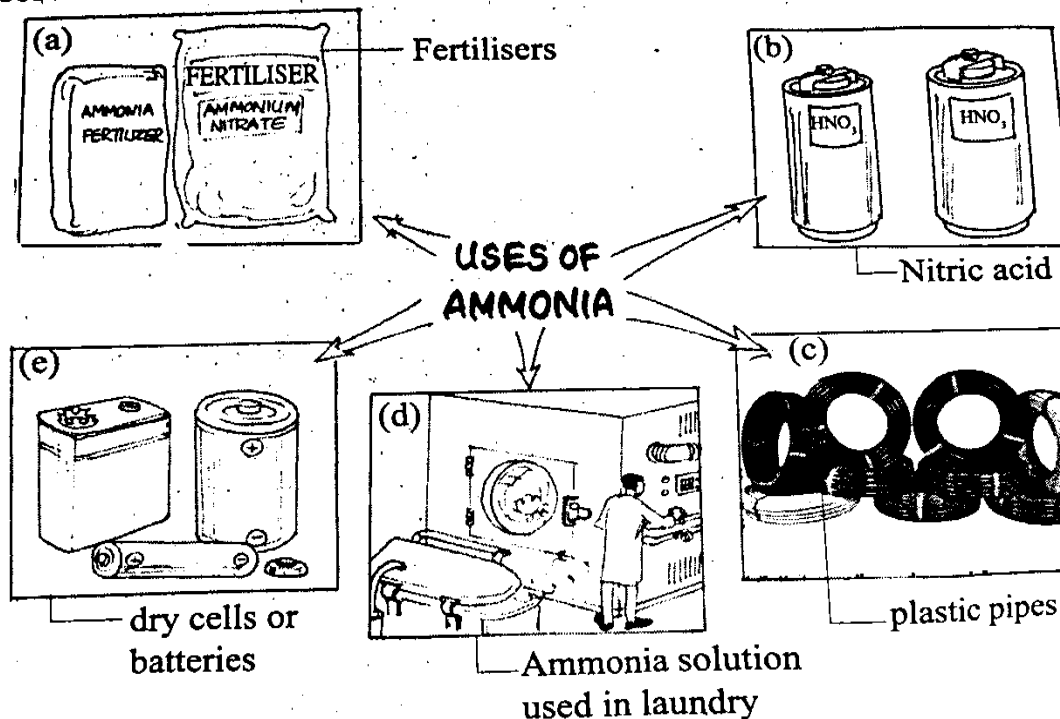 (a)
Fertilisers
AMMONIA
FERTILIZER
FERTILISER
AMMONIUM
NITRATE
(b)
HNO₃
HNO₃
Nitric acid
USES OF
AMMONIA
(e)
dry cells or
batteries
(d)
Ammonia solution
used in laundry
(c)
plastic pipes